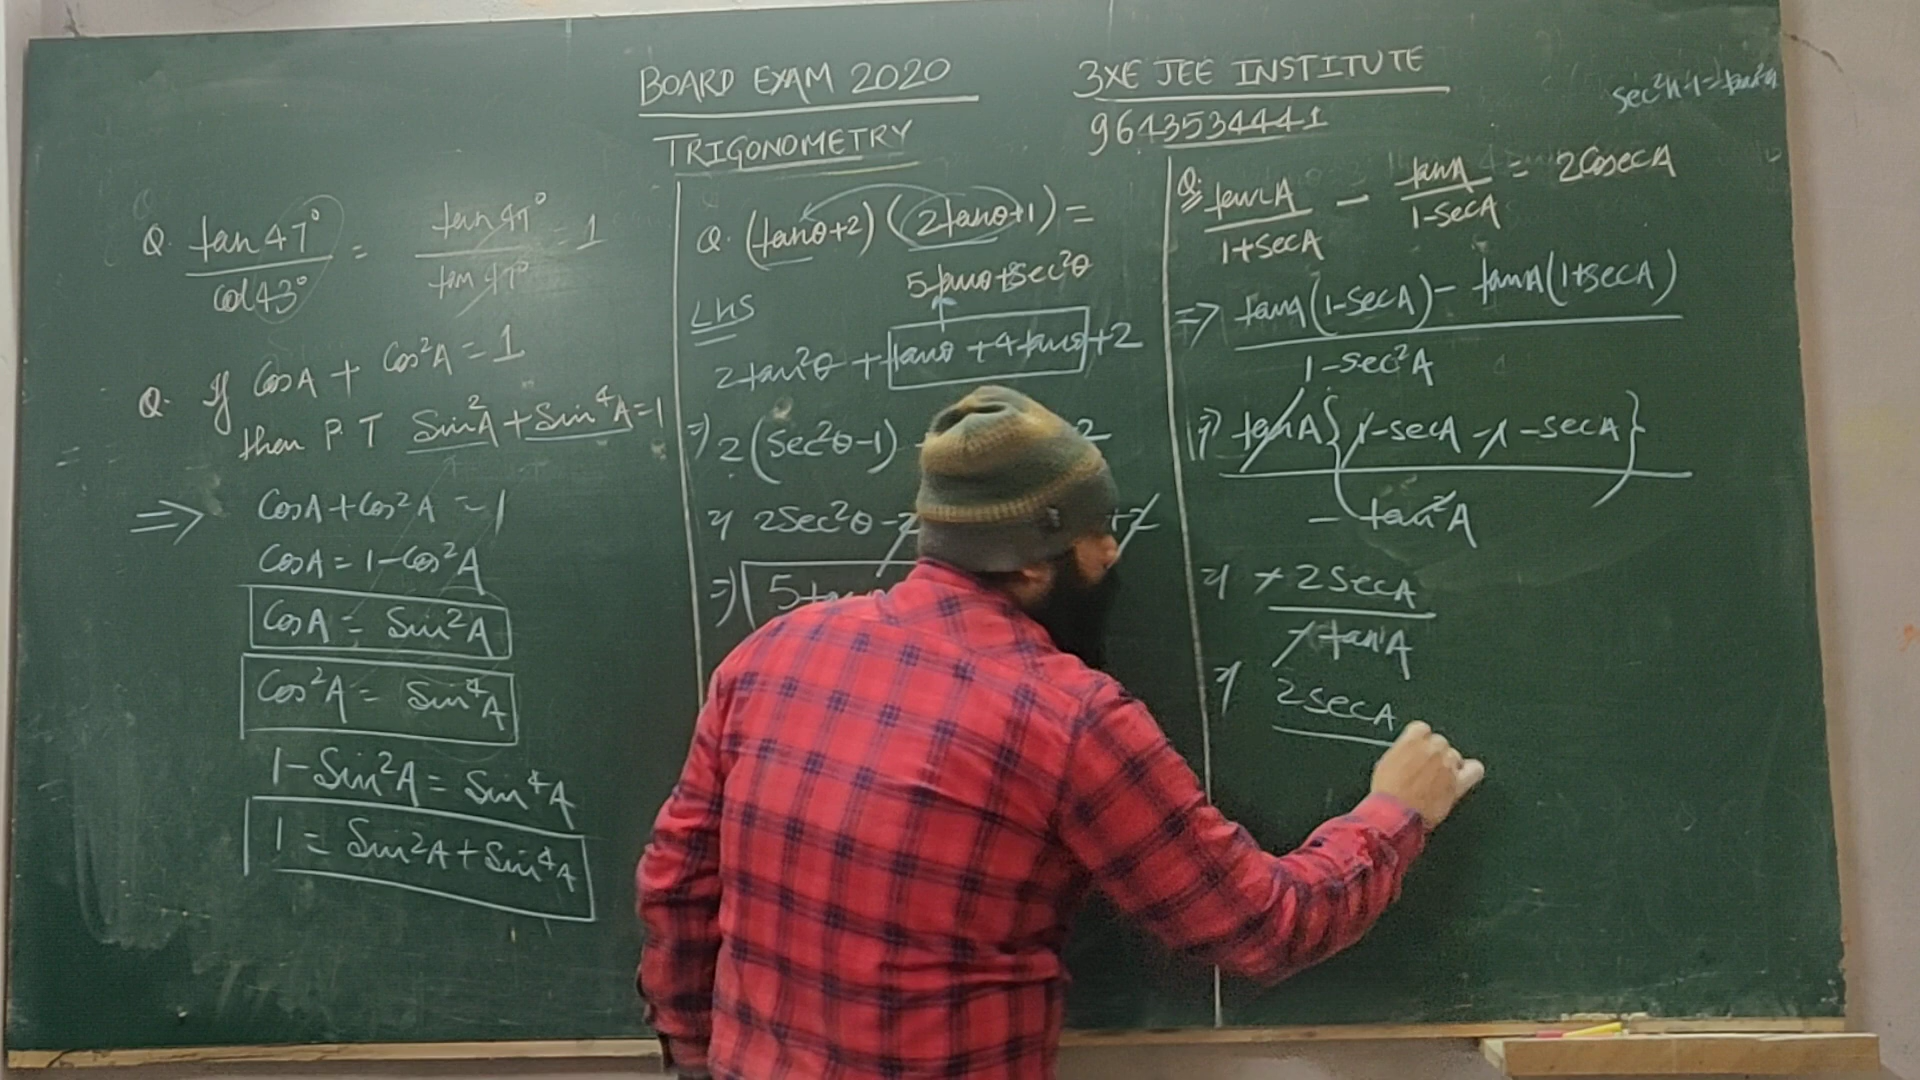 BOARD EXAM 2020
TRIGONOMETRY
3XE JEE INSTITUTE
9643534441
Q. tan 47° / cot 43° = tan 47° / tan 47° = 1
Q. If CosA + Cos²A = 1
then P.T Sin²A + Sin⁴A = 1
⇒ CosA + Cos²A = 1
CosA = 1 - Cos²A
CosA = Sin²A
Cos²A = Sin⁴A
1 - Sin²A = Sin⁴A
1 = Sin²A + Sin⁴A
Q. (tanθ+2)(2tanθ+1) =
5tanθ+sec²θ
LHS
2tan²θ + tanθ + 4tanθ + 2
⇒ 2(sec²θ-1) 2
⇒ 2sec²θ-2 +2
⇒ 5
Q. tanA / 1+secA - tanA / 1-secA = 2CosecA
⇒ tanA(1-secA) - tanA(1+secA)
1-sec²A
⇒ tanA{1-secA-1-secA}
- tan²A
⇒ -2secA
-tanA
⇒ 2secA